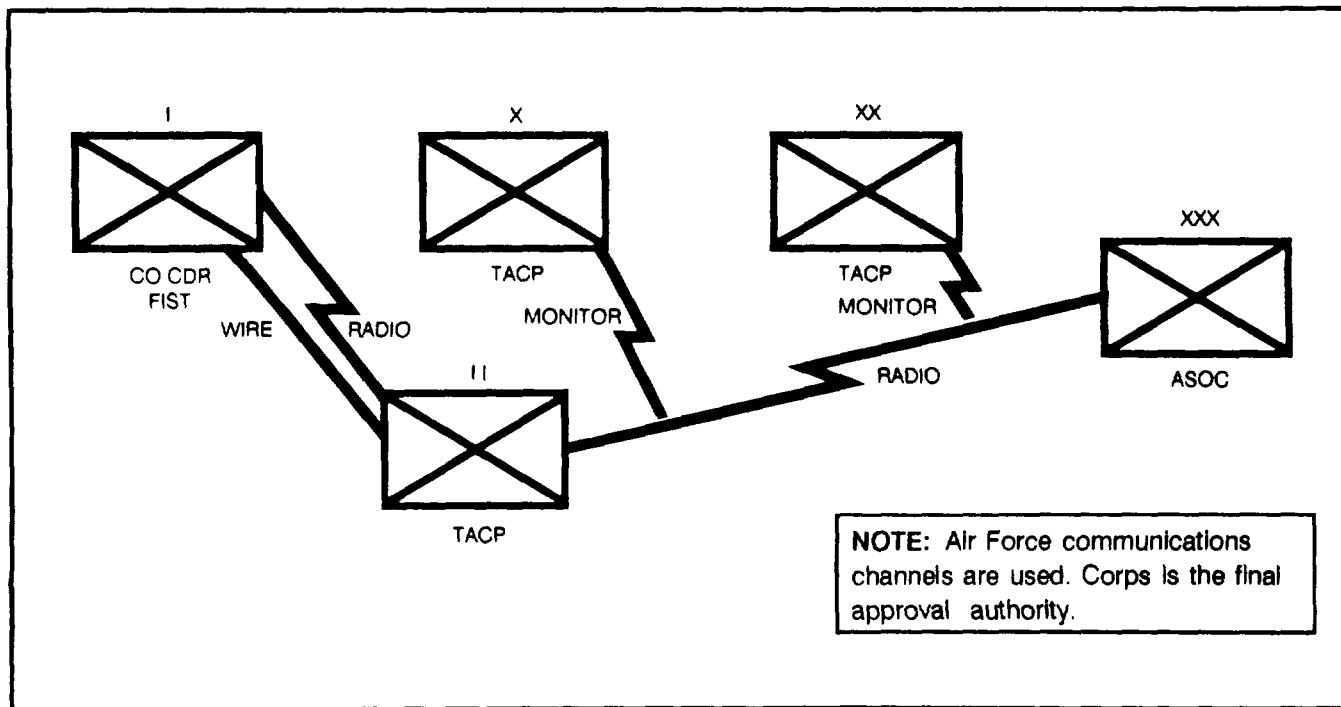 I
X
XX
XXX
CO CDR
FIST
TACP
TACP
MONITOR
MONITOR
WIRE
RADIO
RADIO
ASOC
II
TACP
NOTE: Air Force communications
channels are used. Corps is the final
approval authority.